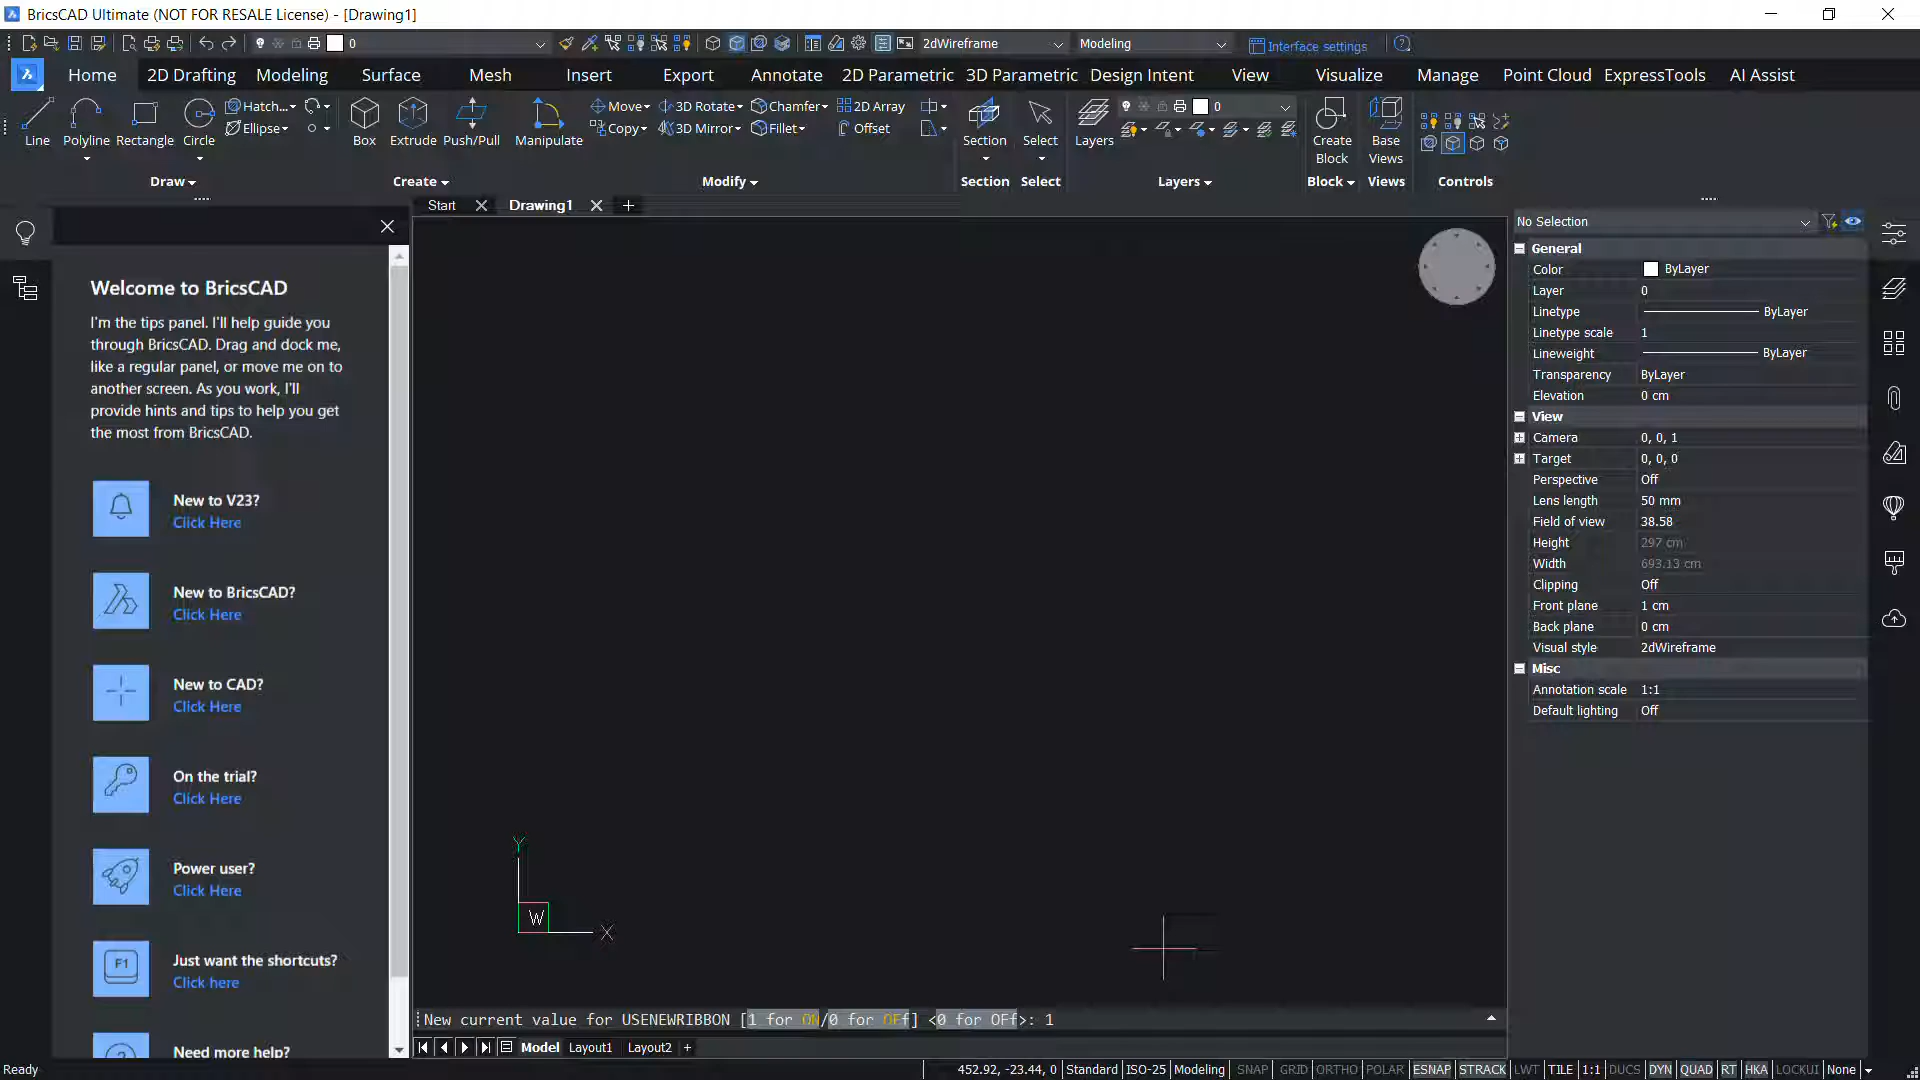 BricsCAD Ultimate (NOT FOR RESALE License) - [Drawing1]
0
2dWireframe
Modeling
Interface settings
Home
2D Drafting
Modeling
Surface
Mesh
Insert
Export
Annotate
2D Parametric
3D Parametric
Design Intent
View
Visualize
Manage
Point Cloud
ExpressTools
AI Assist
Line
Polyline
Rectangle
Circle
Hatch...
Ellipse
Draw
Box
Extrude
Push/Pull
Create
Manipulate
Move
Copy
3D Rotate
3D Mirror
Chamfer
Fillet
2D Array
Offset
Modify
Section
Section
Select
Select
Layers
0
Layers
Create
Block
Block
Base
Views
Views
Controls
Start
Drawing1
Welcome to BricsCAD
I'm the tips panel. I'll help guide you
through BricsCAD. Drag and dock me,
like a regular panel, or move me on to
another screen. As you work, I'll
provide hints and tips to help you get
the most from BricsCAD.
New to V23?
Click Here
New to BricsCAD?
Click Here
New to CAD?
Click Here
On the trial?
Click Here
Power user?
Click Here
F1
Just want the shortcuts?
Click here
Need more help?
Y
W
X
No Selection
General
Color ByLayer
Layer 0
Linetype ByLayer
Linetype scale 1
Lineweight ByLayer
Transparency ByLayer
Elevation 0 cm
View
Camera 0, 0, 1
Target 0, 0, 0
Perspective Off
Lens length 50 mm
Field of view 38.58
Height 297 cm
Width 693.13 cm
Clipping Off
Front plane 1 cm
Back plane 0 cm
Visual style 2dWireframe
Misc
Annotation scale 1:1
Default lighting Off
New current value for USENEWRIBBON [1 for ON/0 for OFf] <0 for OFf>: 1
Model
Layout1
Layout2
Ready
452.92, -23.44, 0
Standard
ISO-25
Modeling
SNAP
GRID
ORTHO
POLAR
ESNAP
STRACK
LWT
TILE
1:1
DUCS
DYN
QUAD
RT
HKA
LOCKUI
None